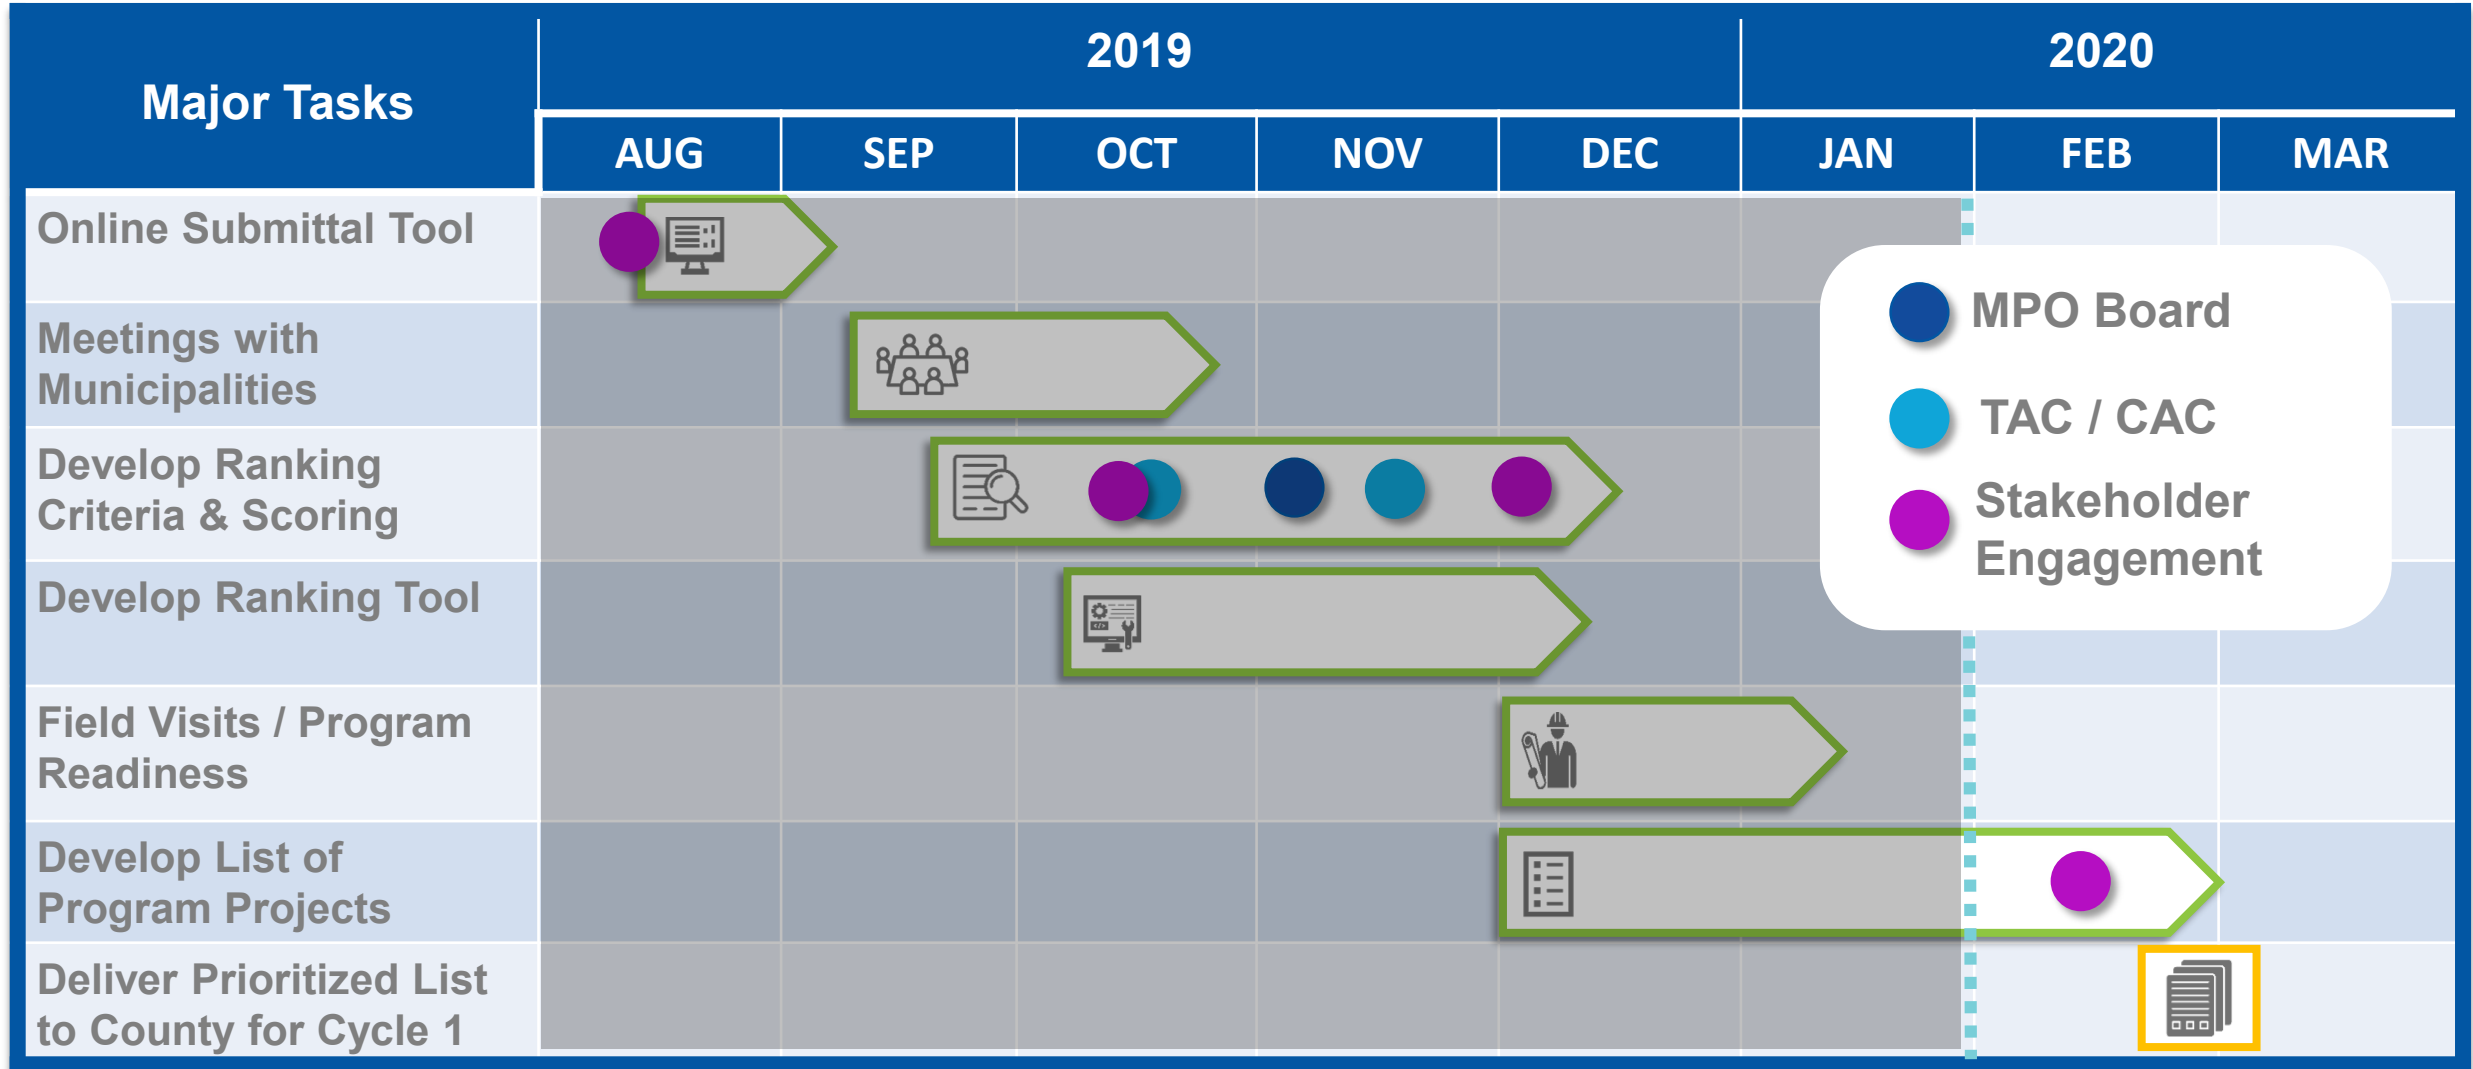 Major Tasks
2019
2020
AUG
SEP
OCT
NOV
DEC
JAN
FEB
MAR
Online Submittal Tool
Meetings with
Municipalities
Develop Ranking
Criteria & Scoring
Develop Ranking Tool
Field Visits / Program
Readiness
Develop List of
Program Projects
Deliver Prioritized List
to County for Cycle 1
MPO Board
TAC / CAC
Stakeholder
Engagement